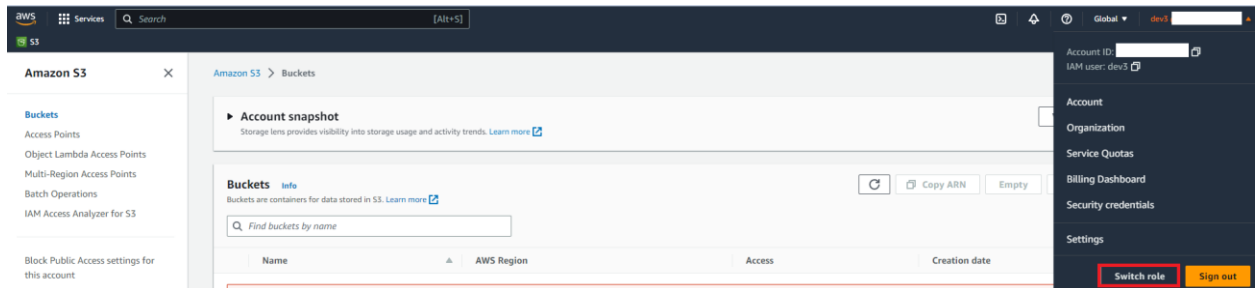 aws Services Search [Alt+S] Global dev3
S3
Amazon S3
Buckets
Access Points
Object Lambda Access Points
Multi-Region Access Points
Batch Operations
IAM Access Analyzer for S3
Block Public Access settings for
this account
Amazon S3 > Buckets
Account snapshot
Storage lens provides visibility into storage usage and activity trends. Learn more
Buckets Info
Buckets are containers for data stored in S3. Learn more
Copy ARN Empty
Find buckets by name
Name AWS Region Access Creation date
Account ID:
IAM user: dev3
Account
Organization
Service Quotas
Billing Dashboard
Security credentials
Settings
Switch role Sign out